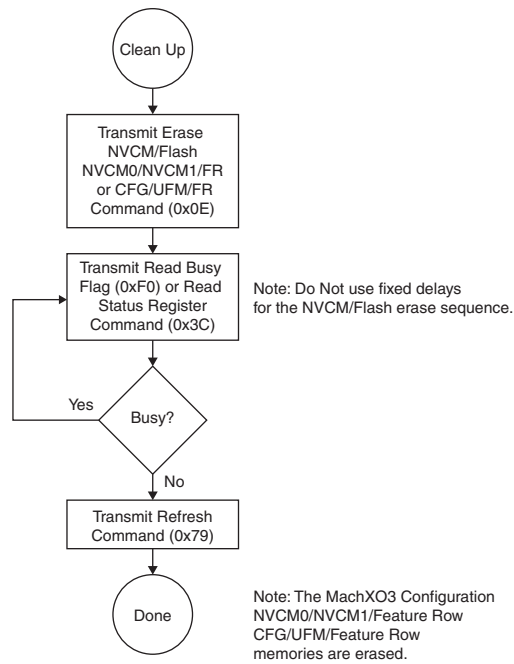 Clean Up
Transmit Erase
NVCM/Flash
NVCM0/NVCM1/FR
or CFG/UFM/FR
Command (0x0E)
Transmit Read Busy
Flag (0xF0) or Read
Status Register
Command (0x3C)
Note: Do Not use fixed delays
for the NVCM/Flash erase sequence.
Yes
Busy?
No
Transmit Refresh
Command (0x79)
Done
Note: The MachXO3 Configuration
NVCM0/NVCM1/Feature Row
CFG/UFM/Feature Row
memories are erased.